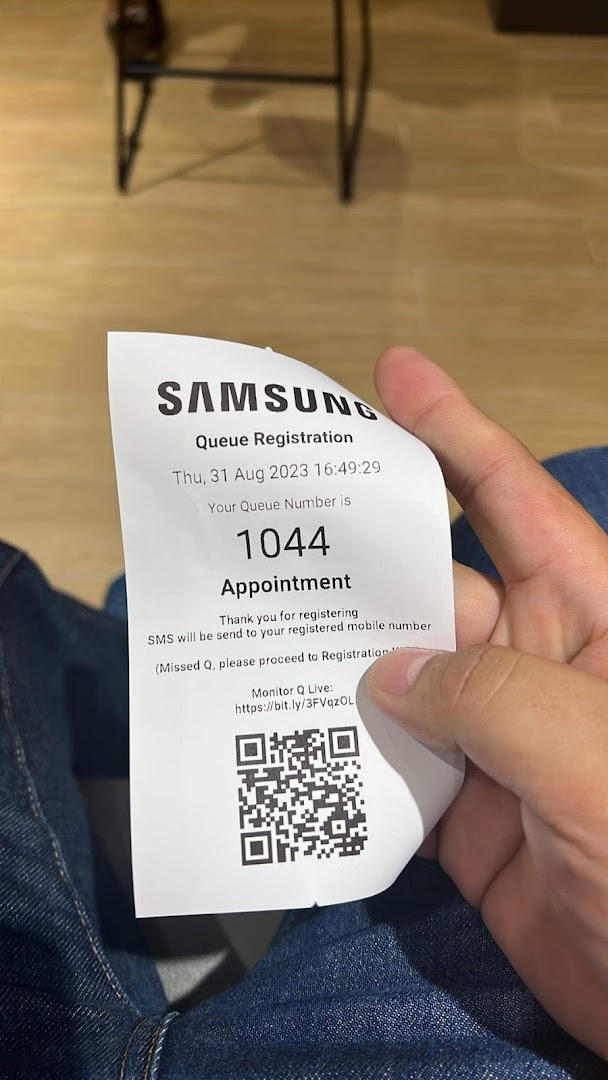 SAMSUNG
Queue Registration
Thu, 31 Aug 2023 16:49:29
Your Queue Number is
1044
Appointment
Thank you for registering
SMS will be send to your registered mobile number
(Missed Q, please proceed to Registration
Monitor Q Live:
https://bit.ly/3FVqzOL